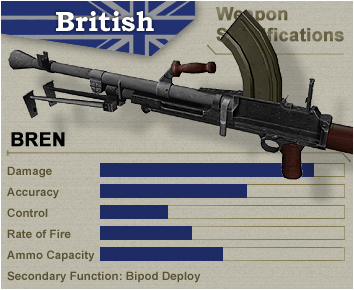 British
Weapon
Specifications
BREN
Damage
Accuracy
Control
Rate of Fire
Ammo Capacity
Secondary Function: Bipod Deploy